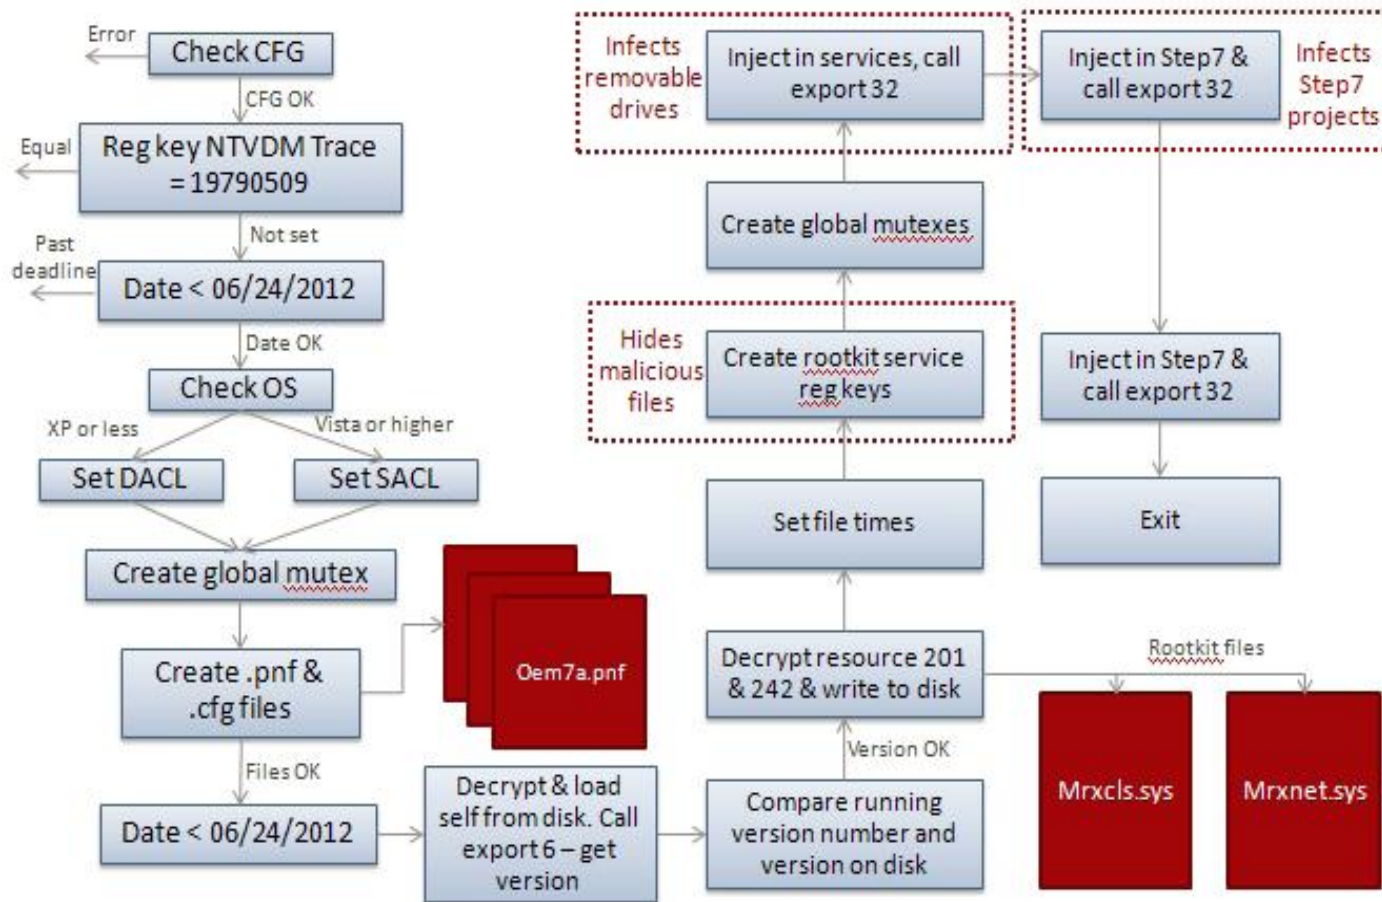 Error
Check CFG
CFG OK
Equal
Reg key NTVDM Trace
= 19790509
Not set
Past
deadline
Date < 06/24/2012
Date OK
Check OS
XP or less
Vista or higher
Set DACL
Set SACL
Create global mutex
Create .pnf &
.cfg files
Oem7a.pnf
Files OK
Date < 06/24/2012
Decrypt & load
self from disk. Call
export 6 – get
version
Compare running
version number and
version on disk
Version OK
Decrypt resource 201
& 242 & write to disk
Rootkit files
Mrxcls.sys
Mrxnet.sys
Set file times
Hides
malicious
files
Create rootkit service
reg keys
Create global mutexes
Infects
removable
drives
Inject in services, call
export 32
Inject in Step7 &
call export 32
Infects
Step7
projects
Inject in Step7 &
call export 32
Exit